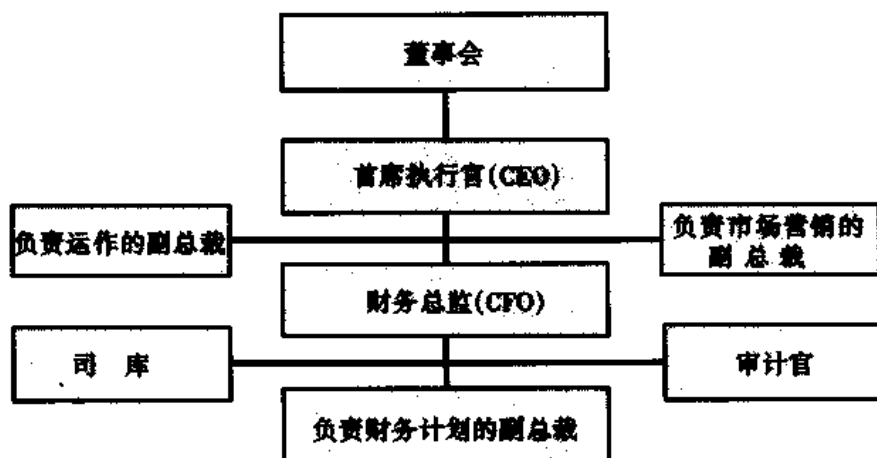 董事会
首席执行官(CEO)
负责运作的副总裁
负责市场营销的
副 总 裁
财务总监(CFO)
司 库
审计官
负责财务计划的副总裁